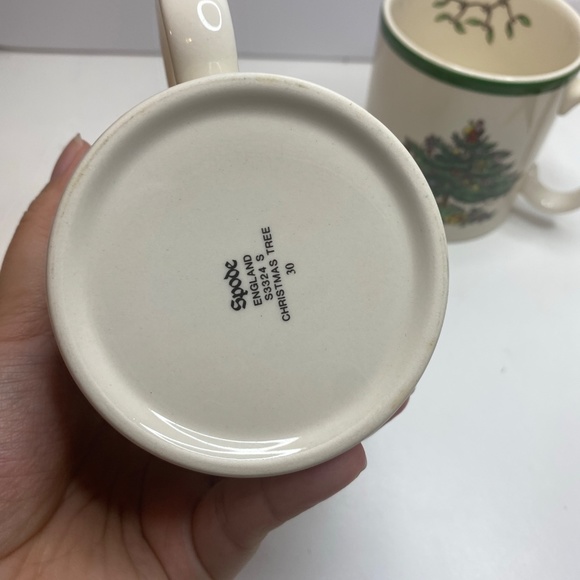 Spode
ENGLAND
S3324 S
CHRISTMAS TREE
30